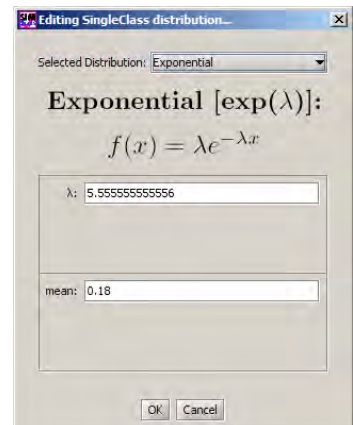 Editing SingleClass distribution...
Selected Distribution: Exponential
Exponential [exp(λ)]:
f(x) = λe^{-λx}
λ: 5.555555555556
mean: 0.18
OK Cancel